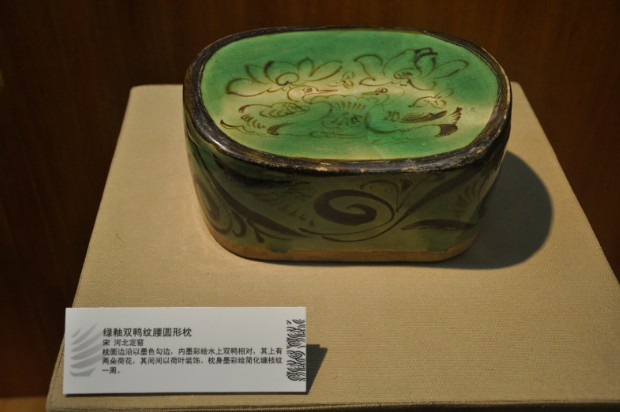 绿釉双鸭纹腰圆形枕
宋 河北定窑
枕面边沿以墨色勾边，内墨彩绘水上双鸭相对，其上有
两朵荷花，其间间以荷叶装饰，枕身墨彩绘简化缠枝纹
一周。